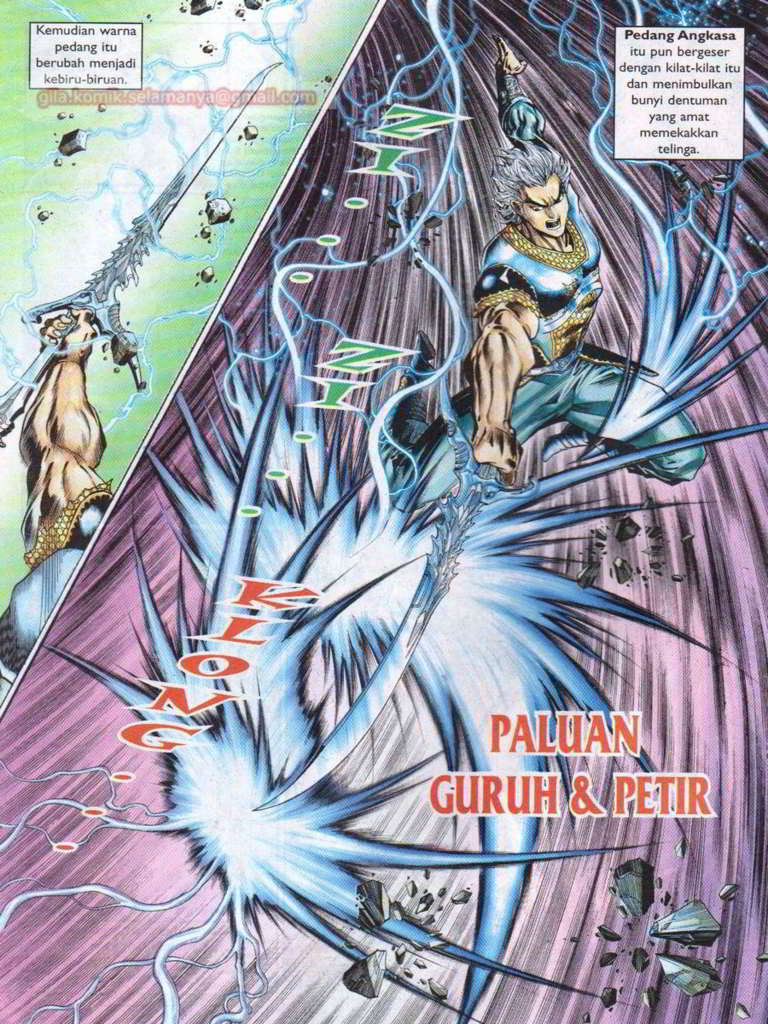 Kemudian warna
pedang itu
berubah menjadi
kebiru-biruan.
gila.komik.selamanya@gmail.com
Pedang Angkasa
itu pun bergeser
dengan kilat-kilat itu
dan menimbulkan
bunyi dentuman
yang amat
memekakkan
telinga.
ZI...
ZI...
KLONG...
PALUAN
GURUH & PETIR